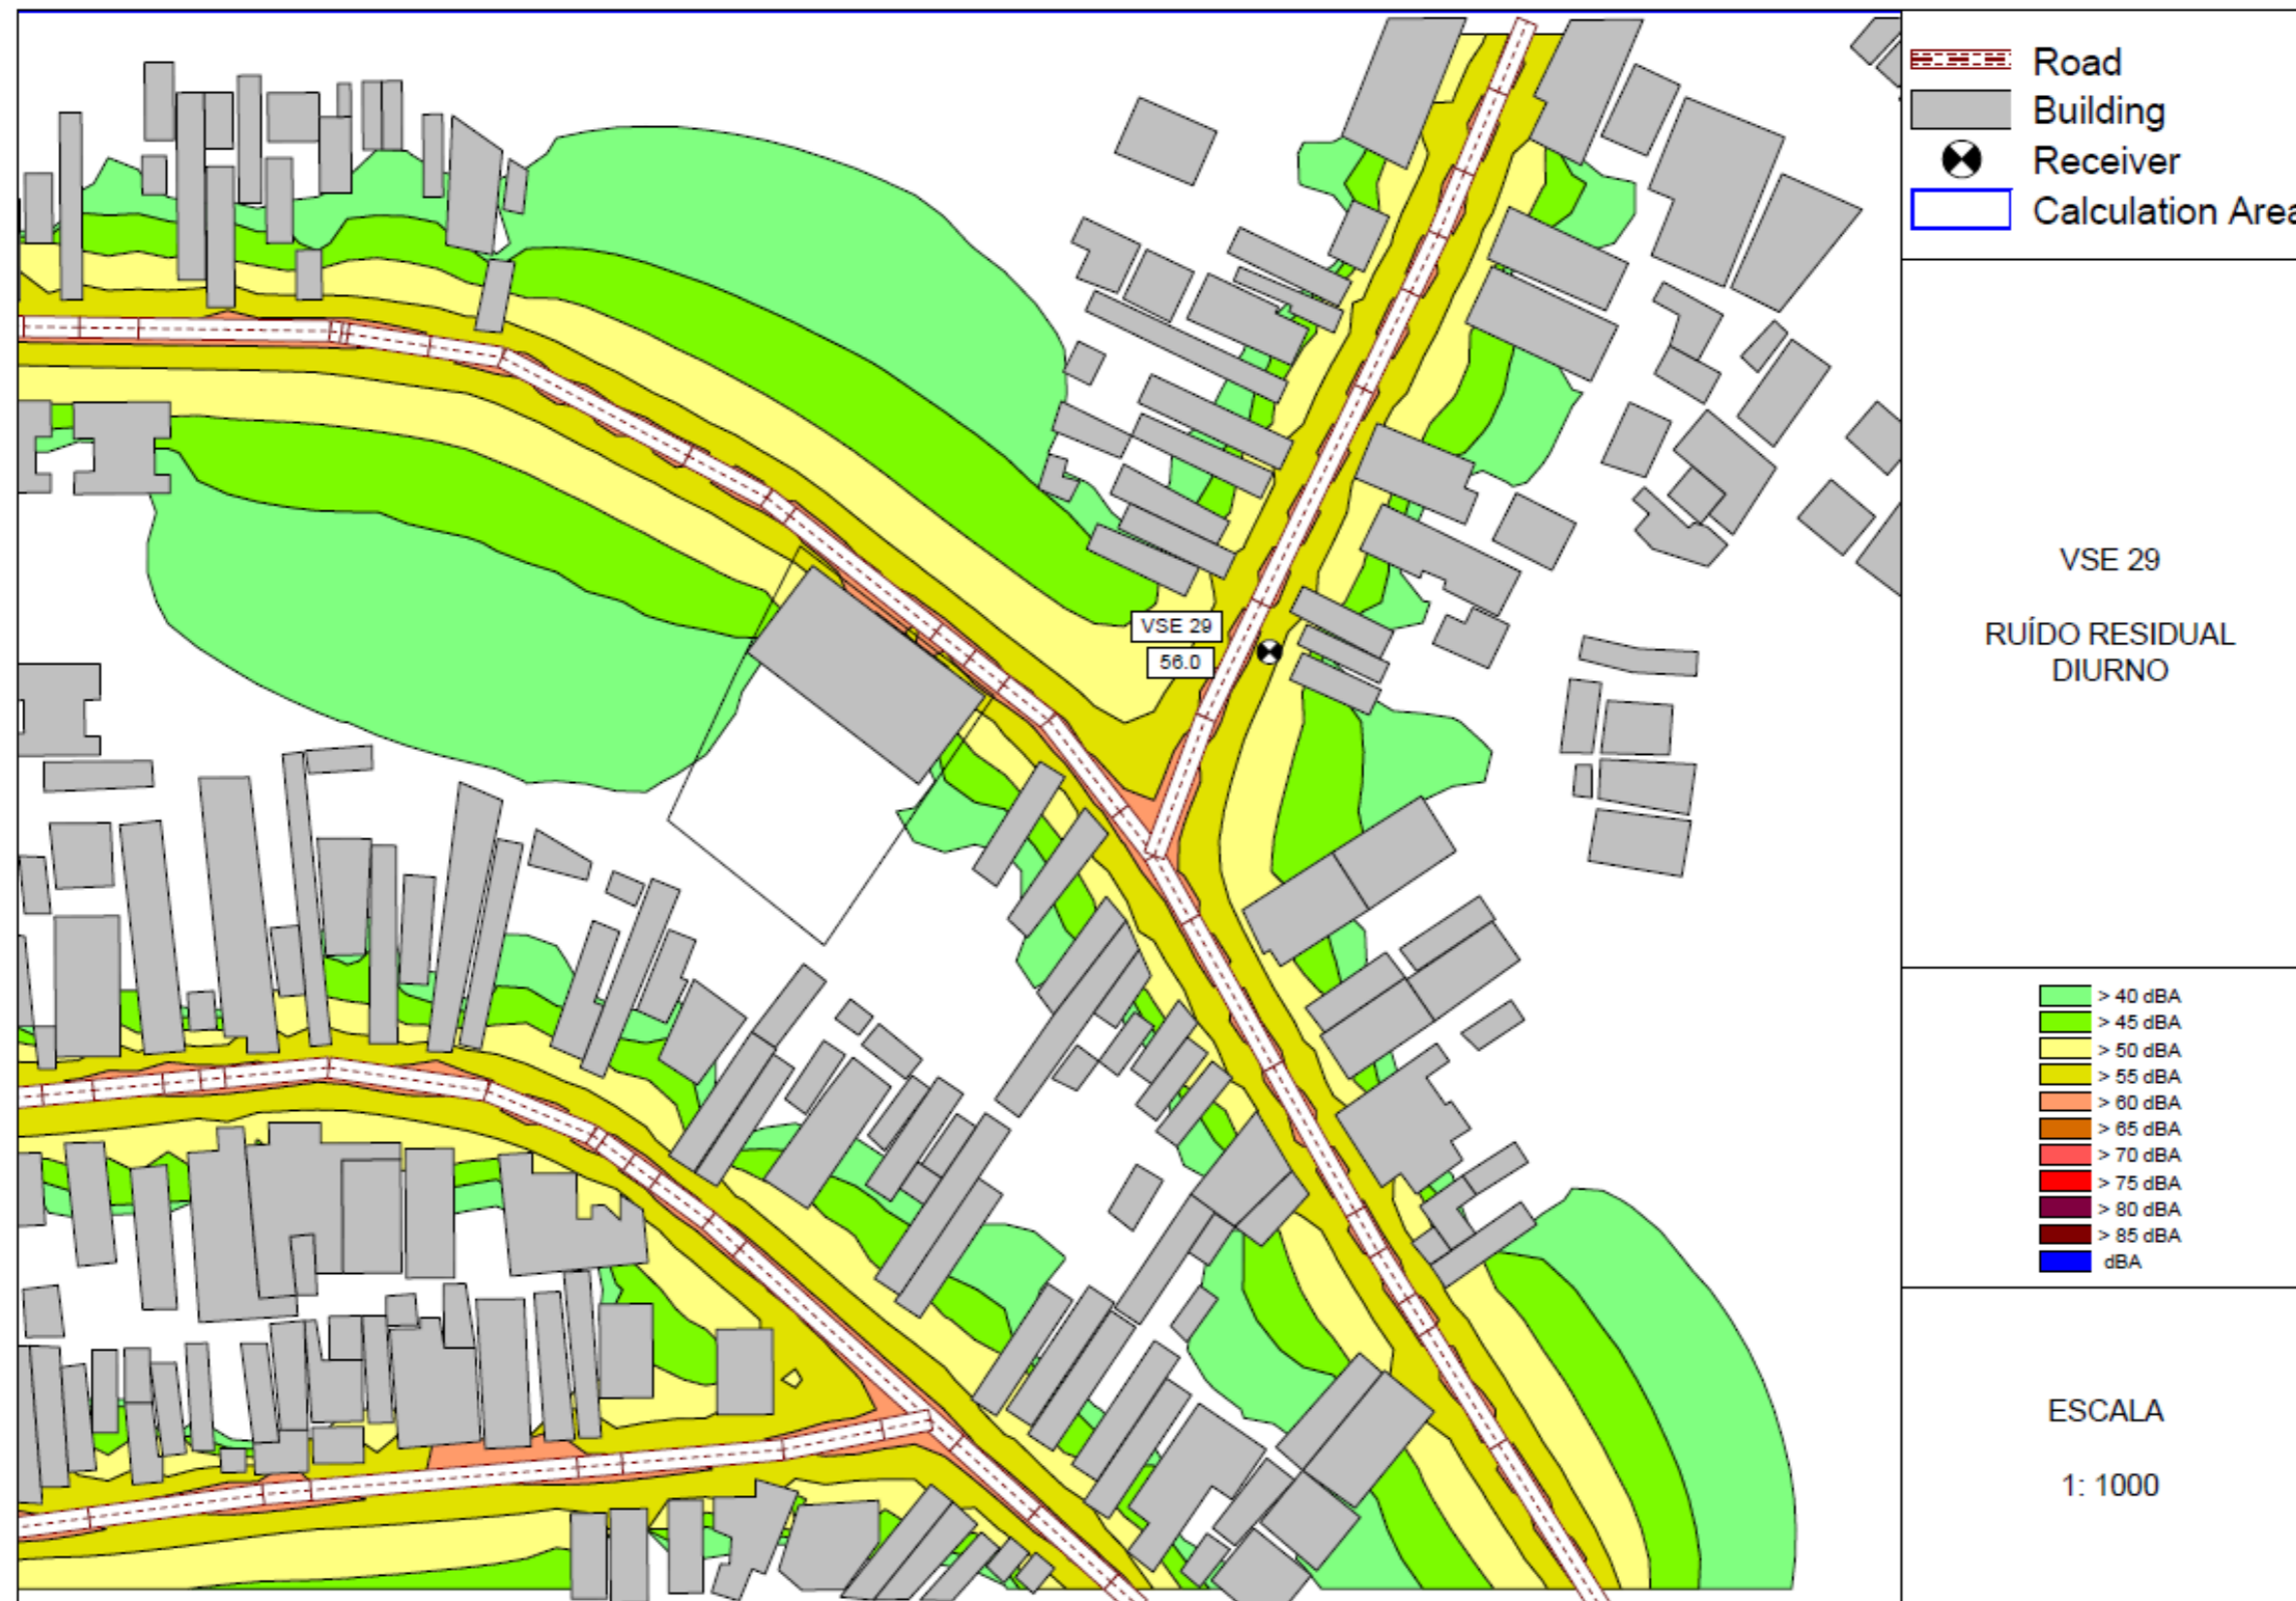 Road
Building
Receiver
Calculation Area
VSE 29
RUÍDO RESIDUAL
DIURNO
VSE 29
56.0
> 40 dBA
> 45 dBA
> 50 dBA
> 55 dBA
> 60 dBA
> 65 dBA
> 70 dBA
> 75 dBA
> 80 dBA
> 85 dBA
dBA
ESCALA
1: 1000